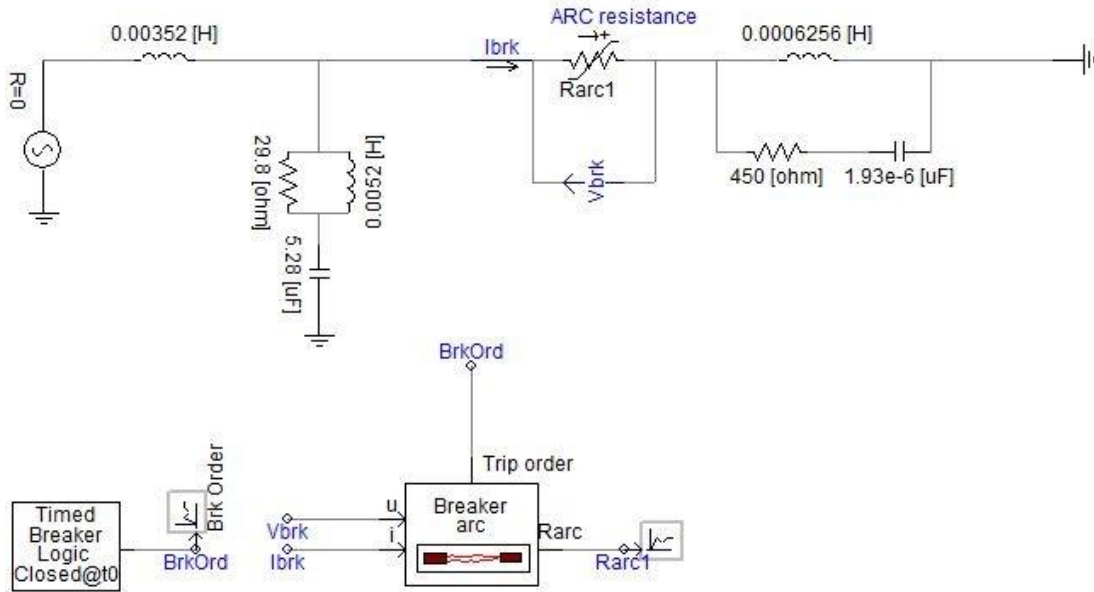 ARC resistance
0.00352 [H]
0.0006256 [H]
Ibrk
R=0
Rarc1
29.8 [ohm]
0.0052 [H]
Vbrk
450 [ohm]
1.93e-6 [uF]
5.28 [uF]
BrkOrd
Trip order
Brk Order
Timed
Breaker
Logic
Closed@t0
BrkOrd
Vbrk
Ibrk
u
i
Breaker
arc
Rarc
Rarc1